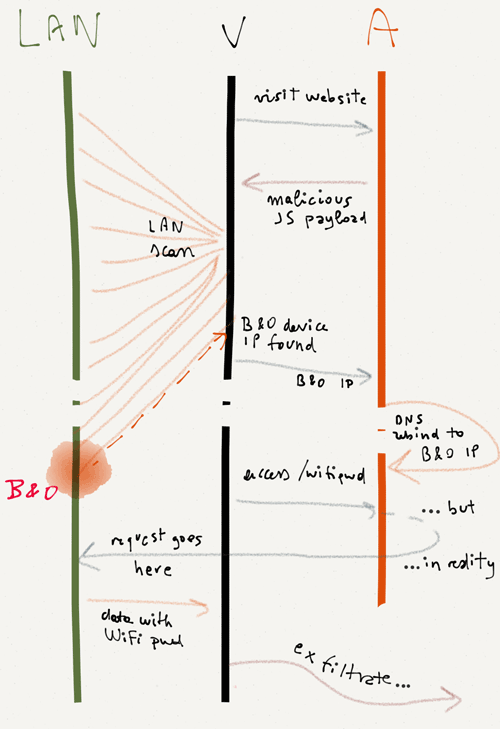 LAN
V
A
visit website
malicious
JS payload
LAN
scan
B&O device
IP found
B&O IP
DNS
rebind to
B&O IP
B&O
access /wifipwd
... but
request goes
here
...in reality
data with
WiFi pwd
exfiltrate...